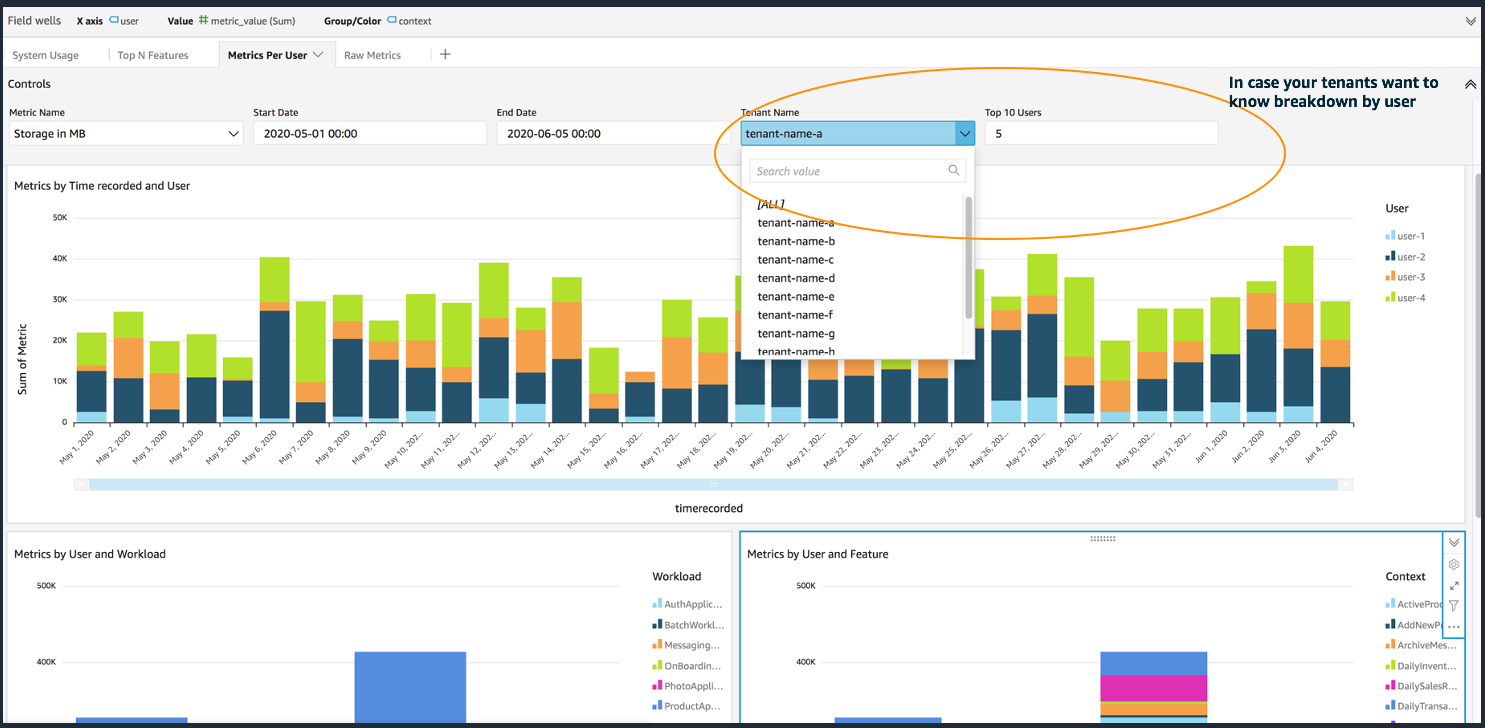 Field wells X axis user Value metric_value (Sum) Group/Color context
System Usage Top N Features Metrics Per User Raw Metrics
Controls
In case your tenants want to
know breakdown by user
Metric Name Start Date End Date Tenant Name Top 10 Users
Storage in MB 2020-05-01 00:00 2020-06-05 00:00 tenant-name-a 5
Search value
[ALL]
tenant-name-a
tenant-name-b
tenant-name-c
tenant-name-d
tenant-name-e
tenant-name-f
tenant-name-g
tenant-name-h
Metrics by Time recorded and User
Sum of Metric
50K
40K
30K
20K
10K
0
User
user-1
user-2
user-3
user-4
May 1, 2020 May 2, 2020 May 3, 2020 May 4, 2020 May 5, 2020 May 6, 2020 May 7, 2020 May 8, 2020 May 9, 2020 May 10, 202... May 11, 202... May 12, 202... May 13, 202... May 14, 202... May 15, 202... May 16, 202... May 17, 202... May 18, 202... May 19, 202... May 20, 202... May 21, 202... May 22, 202... May 23, 202... May 24, 202... May 25, 202... May 26, 202... May 27, 202... May 28, 202... May 29, 202... May 30, 202... May 31, 202... Jun 1, 2020 Jun 2, 2020 Jun 3, 2020 Jun 4, 2020
timerecorded
Metrics by User and Workload
500K
400K
Workload
AuthApplic...
BatchWorkl...
Messaging...
OnBoardin...
PhotoAppli...
ProductAp...
Metrics by User and Feature
500K
400K
Context
ActiveProd
AddNewP
ArchiveMes...
DailyInvent...
DailySalesR...
DailyTransa...